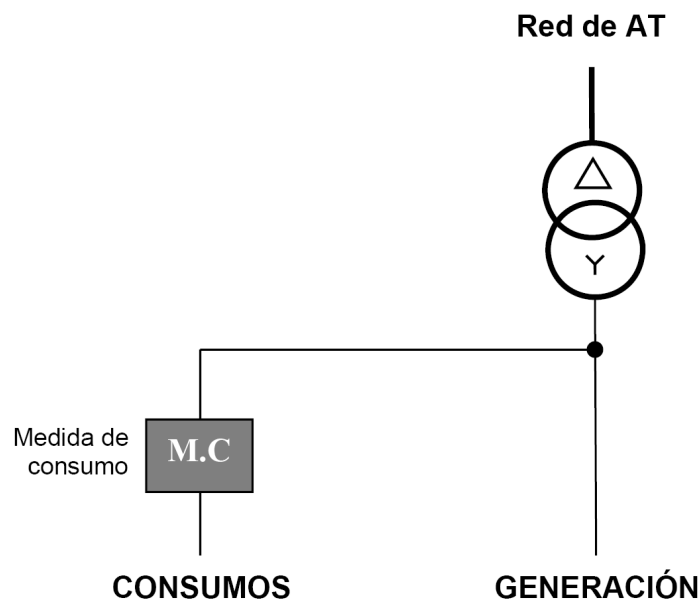 Red de AT
Medida de
consumo
M.C
CONSUMOS
GENERACIÓN